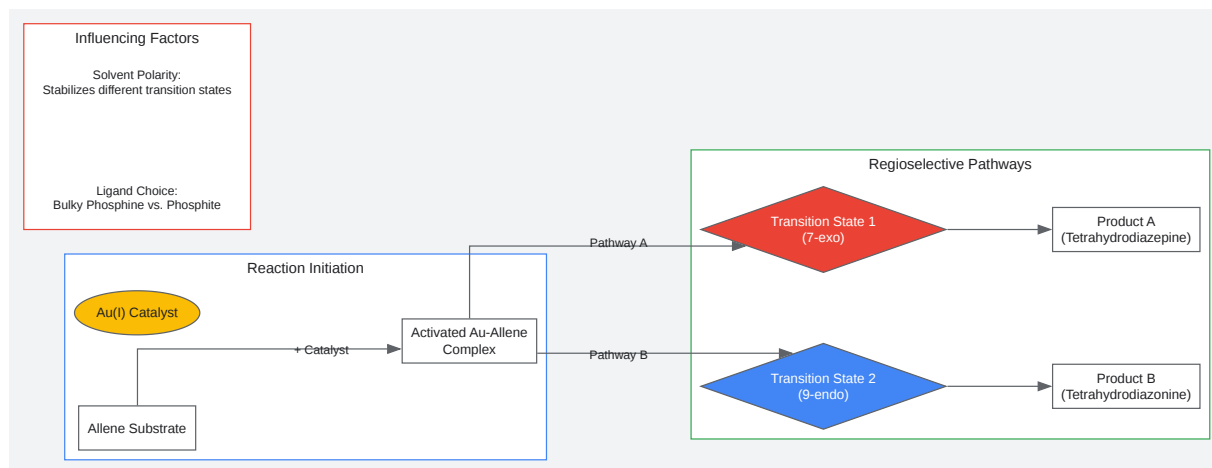 Influencing Factors
Solvent Polarity:
Stabilizes different transition states
Ligand Choice:
Bulky Phosphine vs. Phosphite
Reaction Initiation
Au(I) Catalyst
+ Catalyst
Allene Substrate
Activated Au-Allene
Complex
Pathway A
Pathway B
Regioselective Pathways
Transition State 1
(7-exo)
Product A
(Tetrahydrodiazepine)
Transition State 2
(9-endo)
Product B
(Tetrahydrodiazonine)